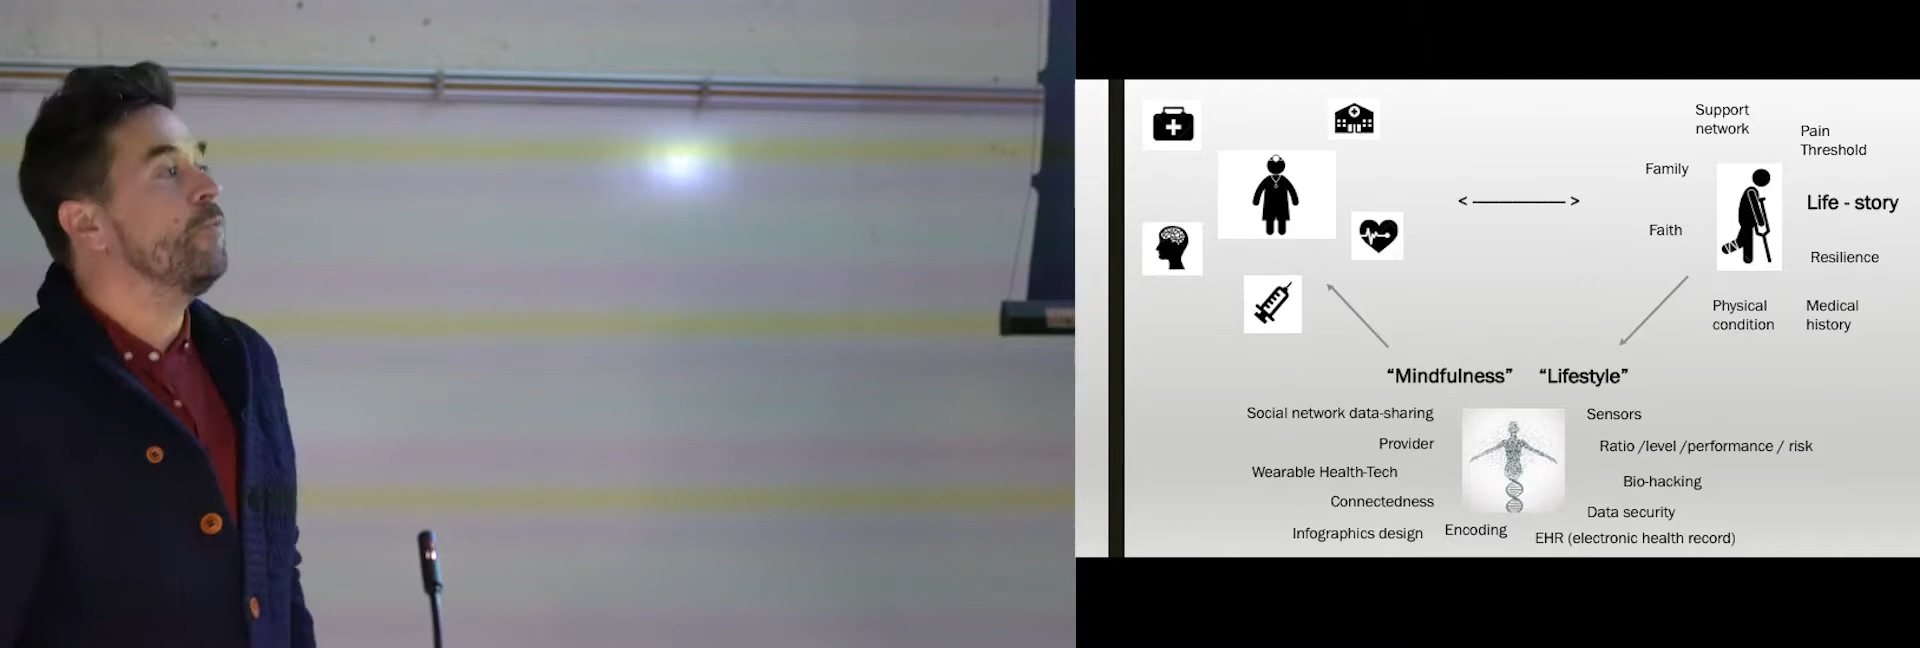 Support
network
Pain
Threshold
Family
Life - story
Faith
Resilience
Physical
condition
Medical
history
“Mindfulness” “Lifestyle”
Social network data-sharing
Sensors
Provider
Ratio /level /performance / risk
Wearable Health-Tech
Bio-hacking
Connectedness
Data security
Infographics design
Encoding
EHR (electronic health record)